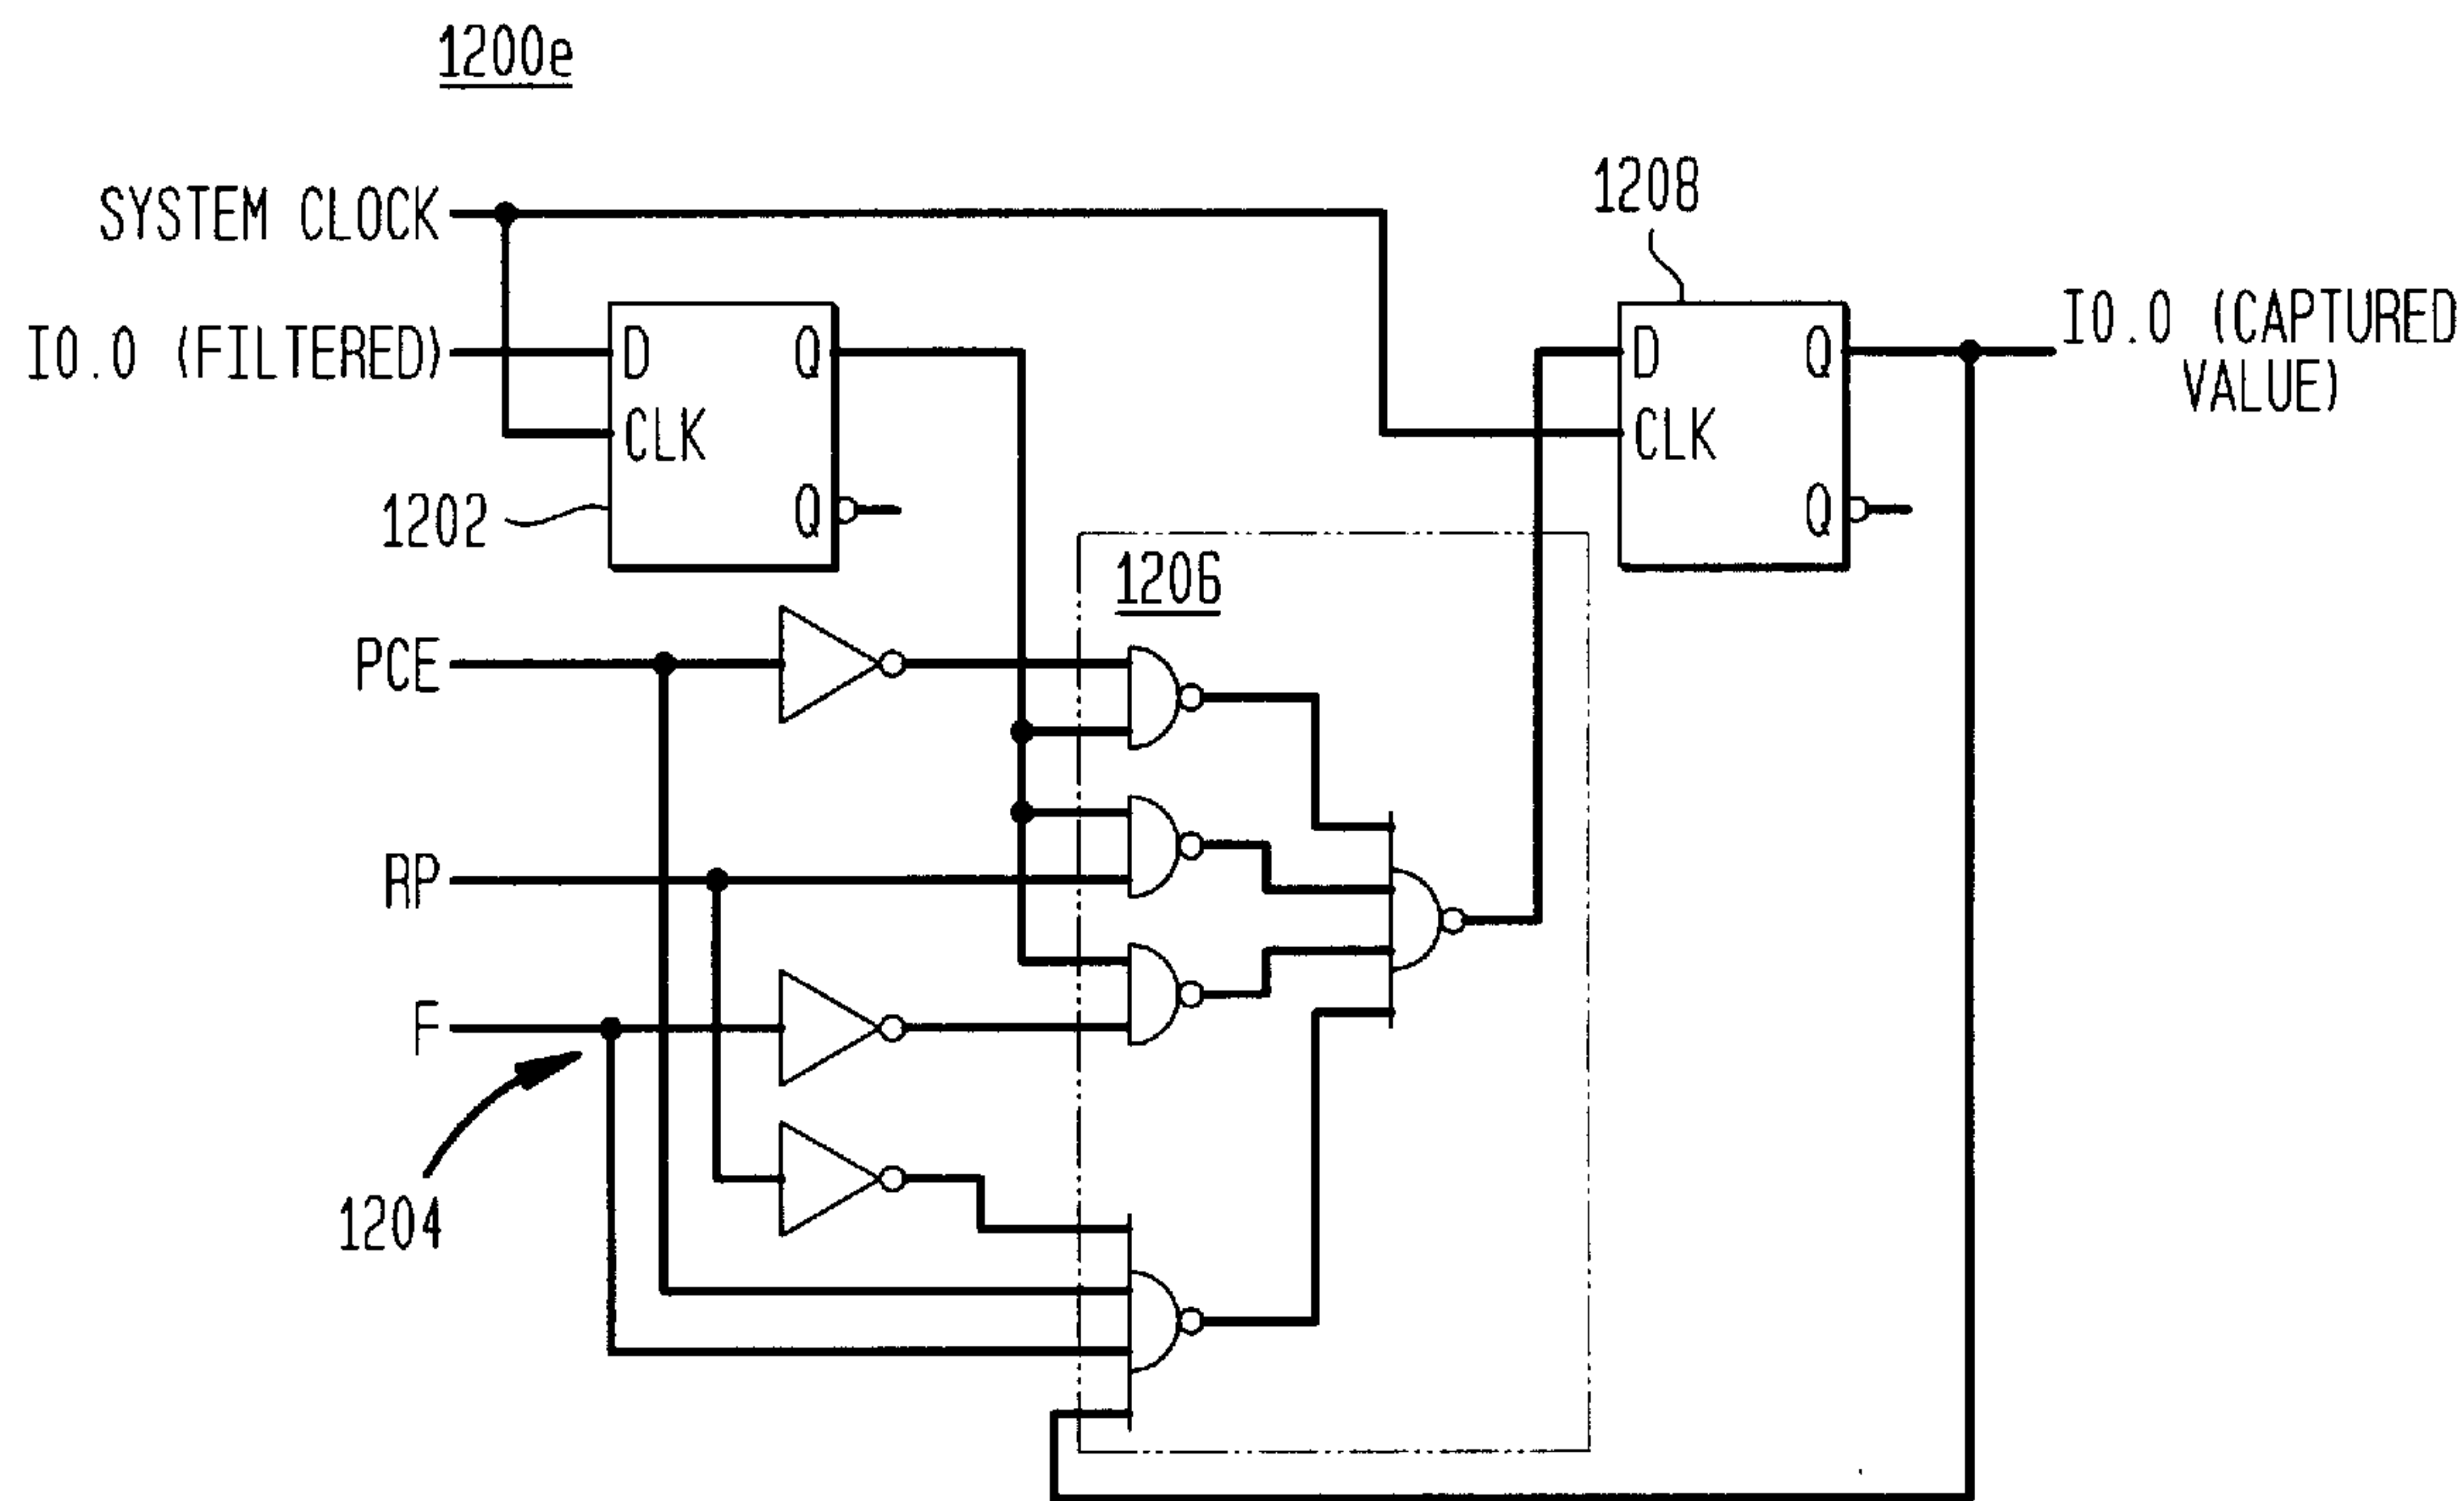 1200e
SYSTEM CLOCK
1208
I0.0 (FILTERED)
D
Q
CLK
Q
1202
D
Q
CLK
Q
I0.0 (CAPTURED
VALUE)
1206
PCE
RP
F
1204